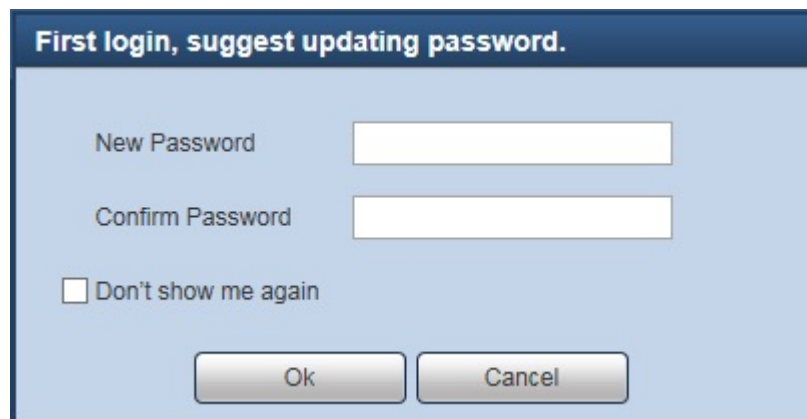 First login, suggest updating password.
New Password
Confirm Password
Don't show me again
Ok Cancel